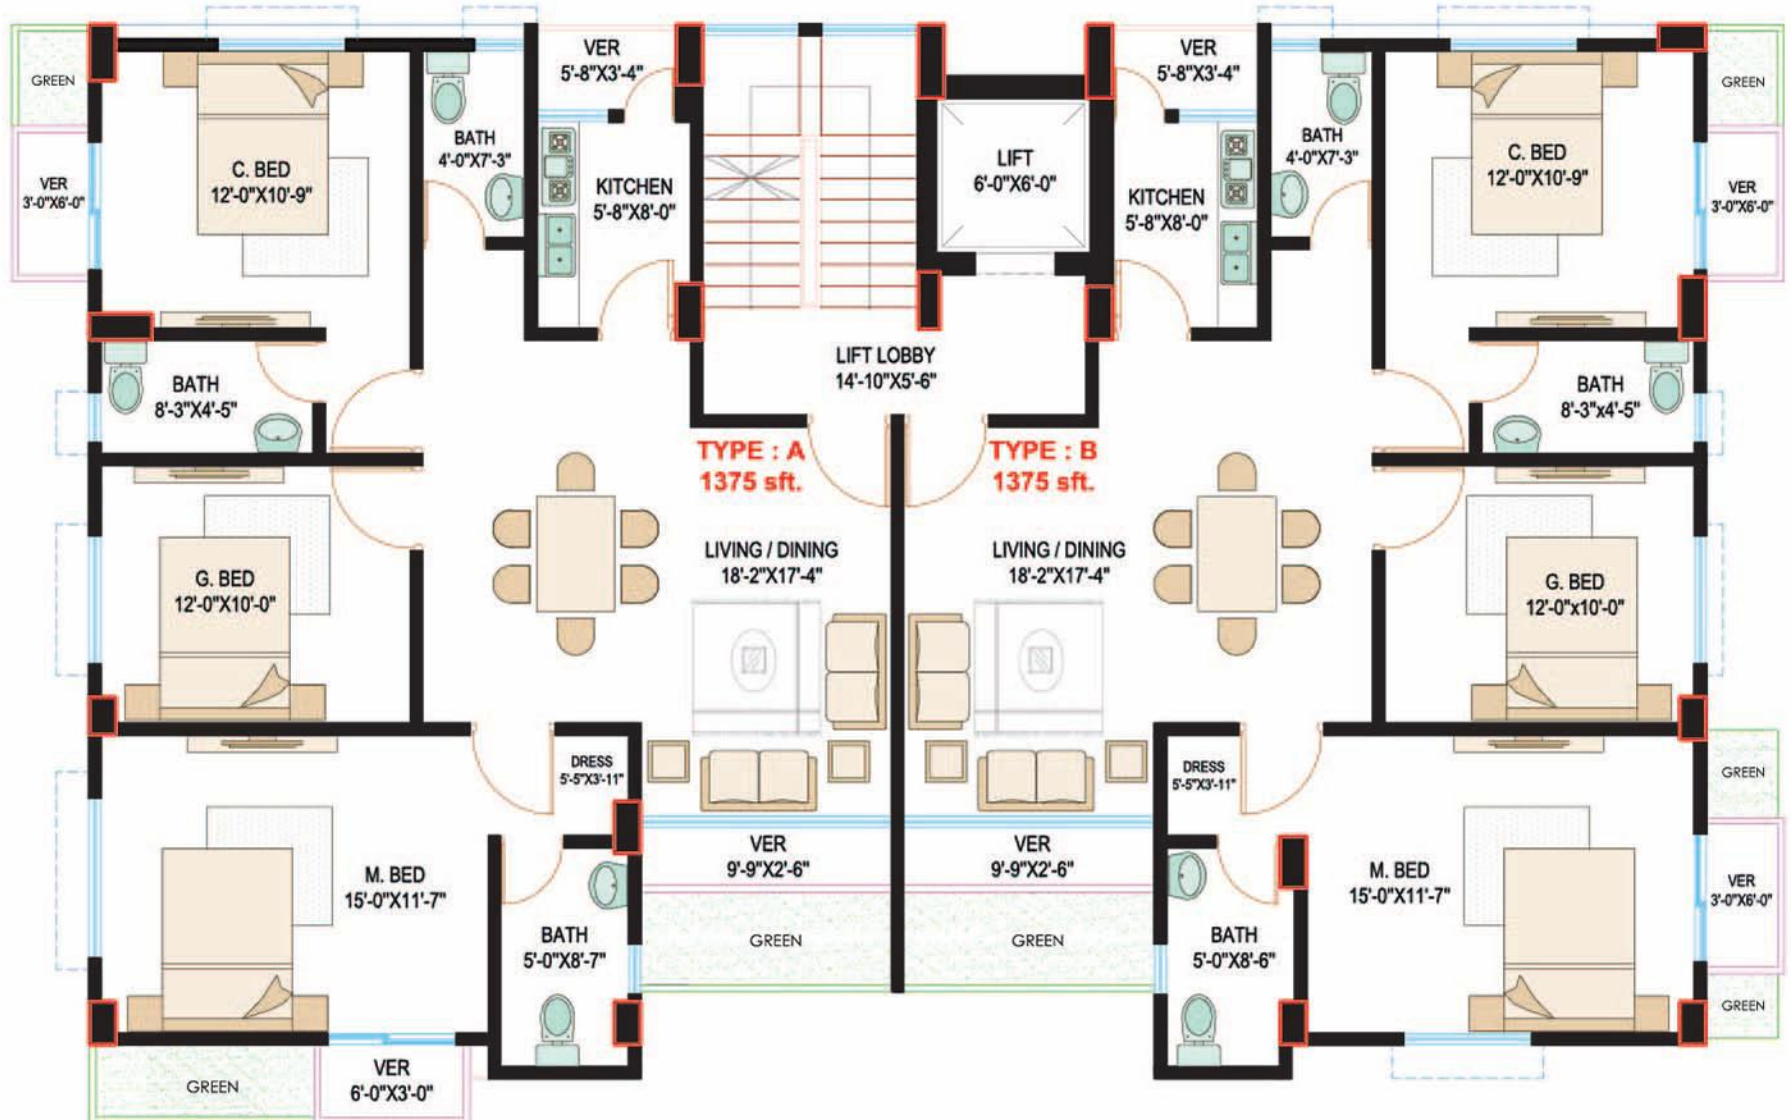 GREEN
VER
3'-0"X6'-0"
C. BED
12'-0"X10'-9"
BATH
4'-0"X7'-3"
VER
5'-8"X3'-4"
KITCHEN
5'-8"X8'-0"
LIFT
6'-0"X6'-0"
VER
5'-8"X3'-4"
KITCHEN
5'-8"X8'-0"
BATH
4'-0"X7'-3"
C. BED
12'-0"X10'-9"
GREEN
VER
3'-0"X6'-0"
BATH
8'-3"X4'-5"
LIFT LOBBY
14'-10"X5'-6"
BATH
8'-3"x4'-5"
TYPE : A
1375 sft.
TYPE : B
1375 sft.
G. BED
12'-0"X10'-0"
LIVING / DINING
18'-2"X17'-4"
LIVING / DINING
18'-2"X17'-4"
G. BED
12'-0"x10'-0"
DRESS
5'-5"X3'-11"
DRESS
5'-5"X3'-11"
GREEN
M. BED
15'-0"X11'-7"
VER
9'-9"X2'-6"
VER
9'-9"X2'-6"
M. BED
15'-0"X11'-7"
VER
3'-0"X6'-0"
BATH
5'-0"X8'-7"
GREEN
GREEN
BATH
5'-0"X8'-6"
GREEN
GREEN
VER
6'-0"X3'-0"